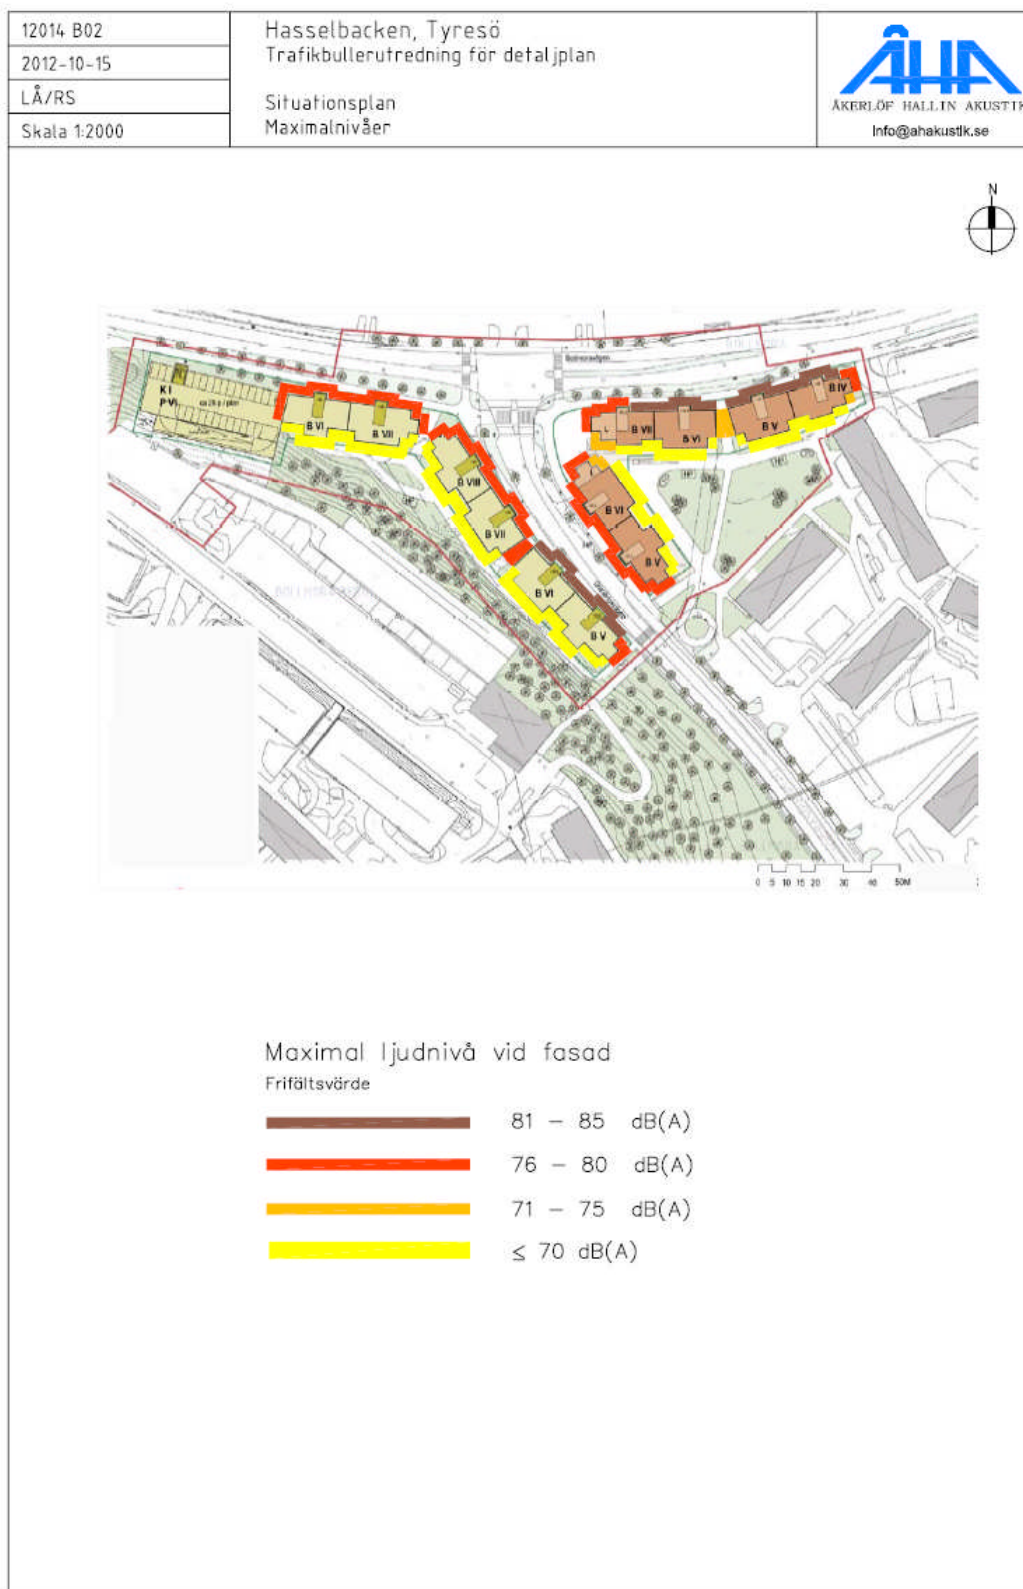 12014 B02
2012-10-15
LÅ/RS
Skala 1:2000
Hasselbacken, Tyresö
Trafikbullerutredning för detaljplan
Situationsplan
Maximalnivåer
ÅHA
ÅKERLÖF HALLIN AKUSTIK
info@ahakustik.se
N
K I
P VI
B VI
B VIII
B VIII
B VII
B VI
B V
L
B VII
B VI
B V
B IV
B VI
B V
0 5 10 15 20 30 40 50M
Maximal ljudnivå vid fasad
Frifältsvärde
81 – 85 dB(A)
76 – 80 dB(A)
71 – 75 dB(A)
≤ 70 dB(A)